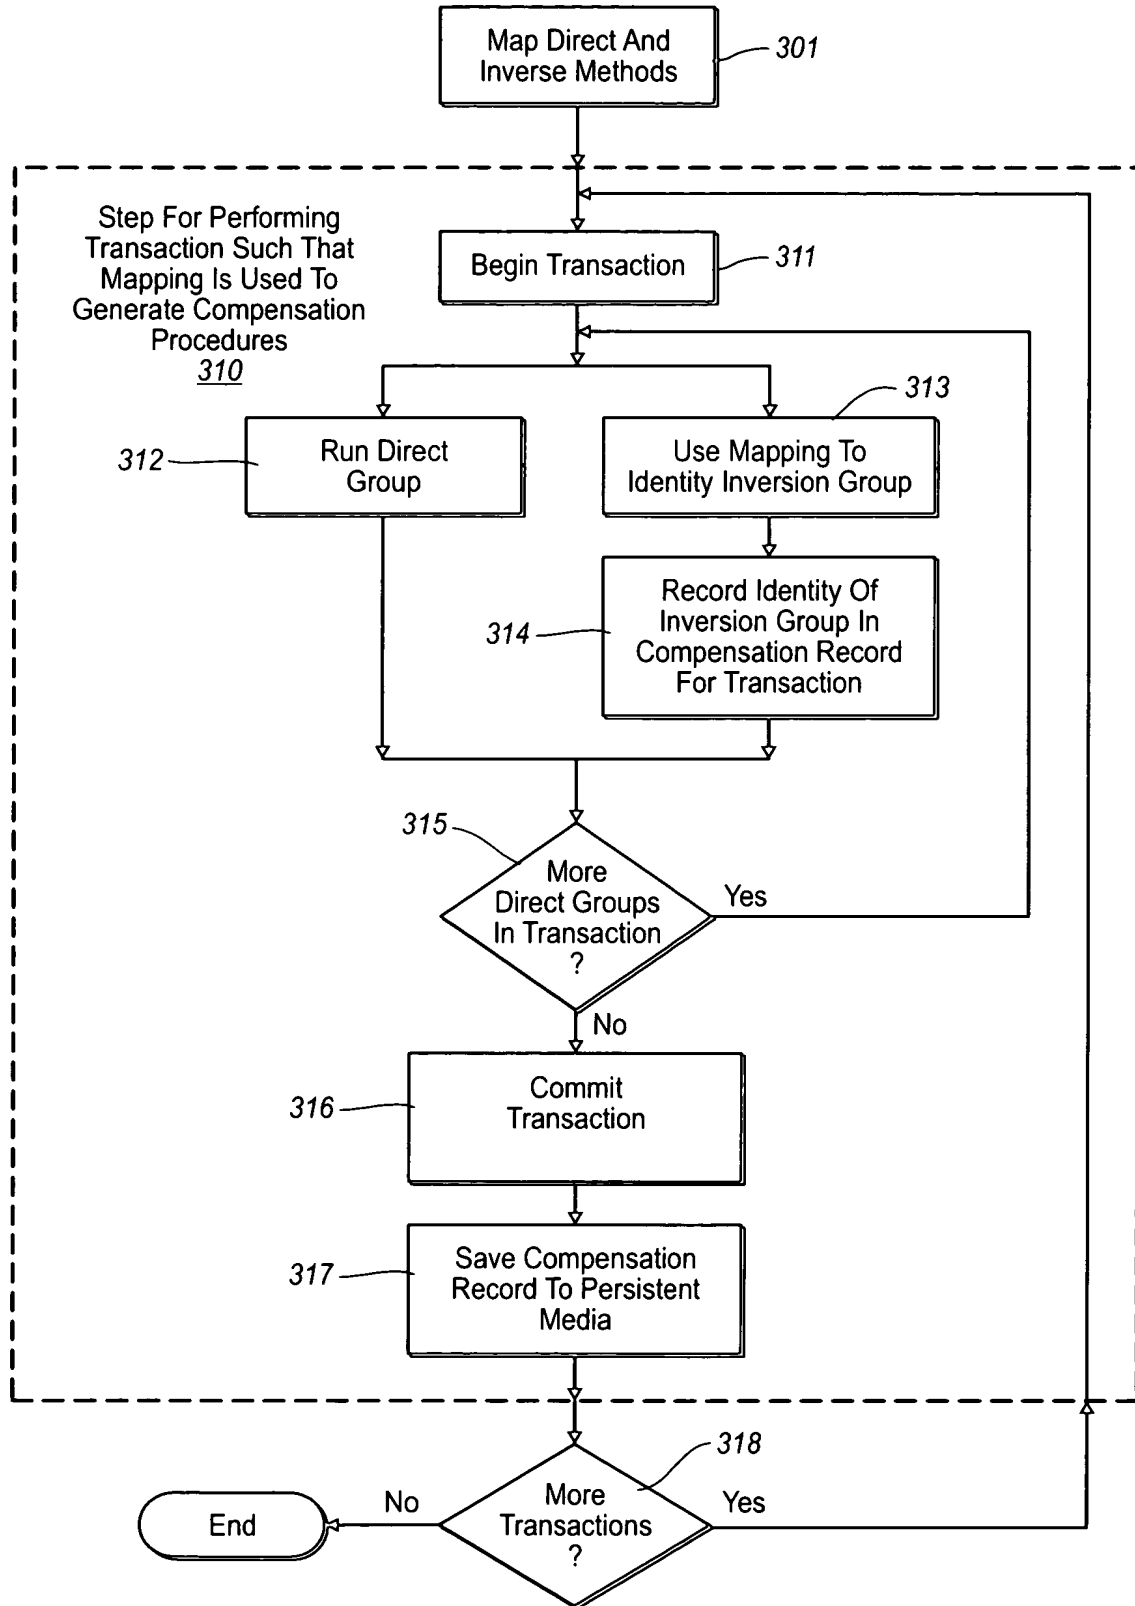 Map Direct And
Inverse Methods
301
Step For Performing
Transaction Such That
Mapping Is Used To
Generate Compensation
Procedures
310
Begin Transaction
311
313
312
Run Direct
Group
Use Mapping To
Identity Inversion Group
314
Record Identity Of
Inversion Group In
Compensation Record
For Transaction
315
More
Direct Groups
In Transaction
?
Yes
No
316
Commit
Transaction
317
Save Compensation
Record To Persistent
Media
318
More
Transactions
?
No
Yes
End